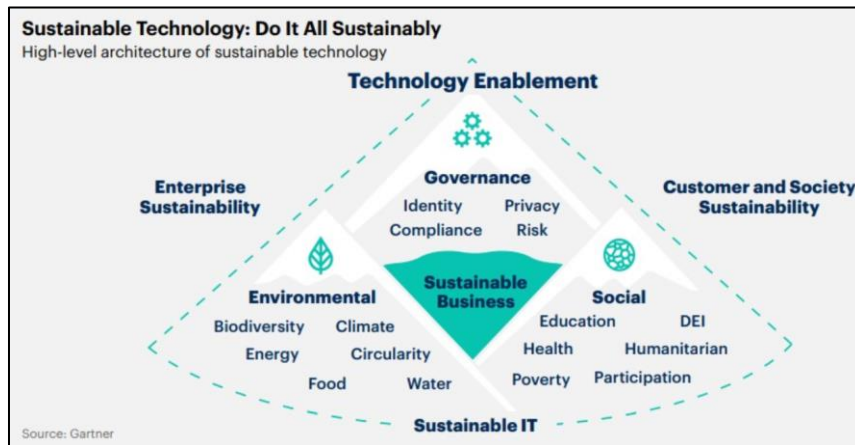 Sustainable Technology: Do It All Sustainably
High-level architecture of sustainable technology
Technology Enablement
Enterprise
Sustainability
Customer and Society
Sustainability
Governance
Identity Privacy
Compliance Risk
Sustainable
Business
Environmental
Biodiversity Climate
Energy Circularity
Food Water
Social
Education DEI
Health Humanitarian
Poverty Participation
Sustainable IT
Source: Gartner